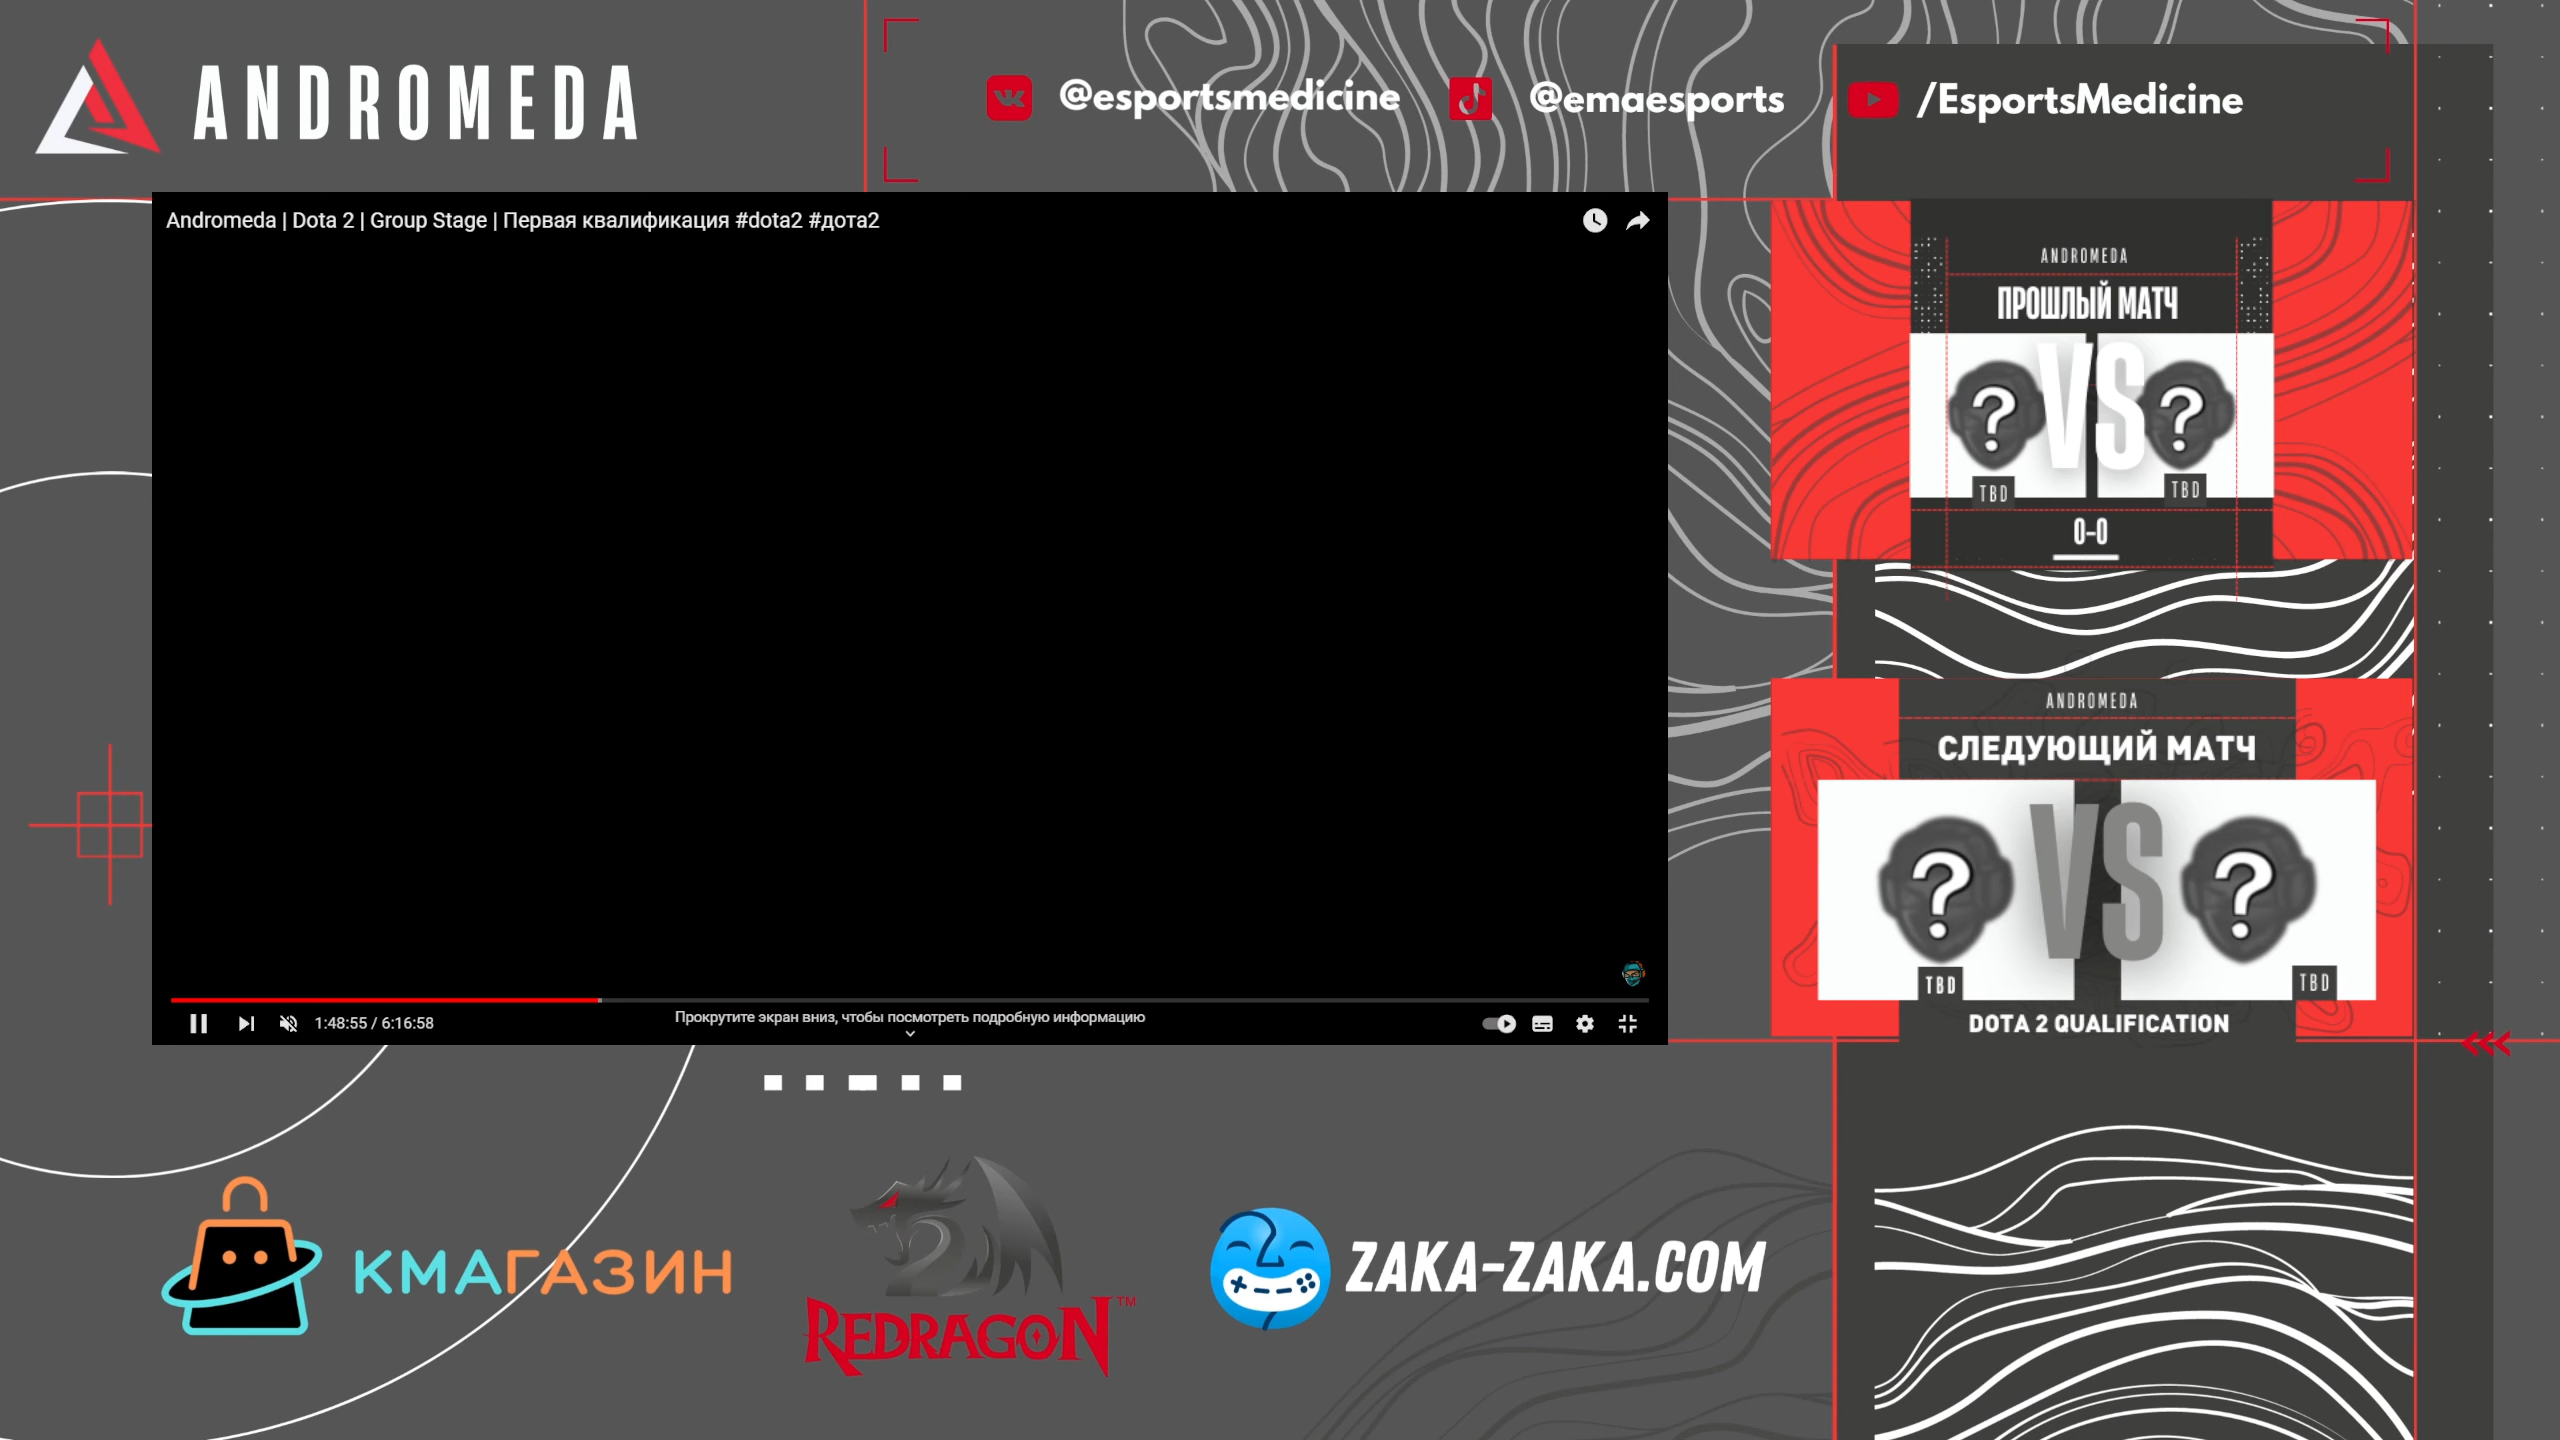 ANDROMEDA
@esportsmedicine
@emaesports
/EsportsMedicine
Andromeda | Dota 2 | Group Stage | Первая квалификация #dota2 #дота2
ANDROMEDA
ПРОШЛЫЙ МАТЧ
? VS ?
TBD
TBD
0-0
ANDROMEDA
СЛЕДУЮЩИЙ МАТЧ
? VS ?
TBD
TBD
DOTA 2 QUALIFICATION
1:48:55 / 6:16:58
Прокрутите экран вниз, чтобы посмотреть подробную информацию
КМАГАЗИН
REDRAGON™
ZAKA-ZAKA.COM